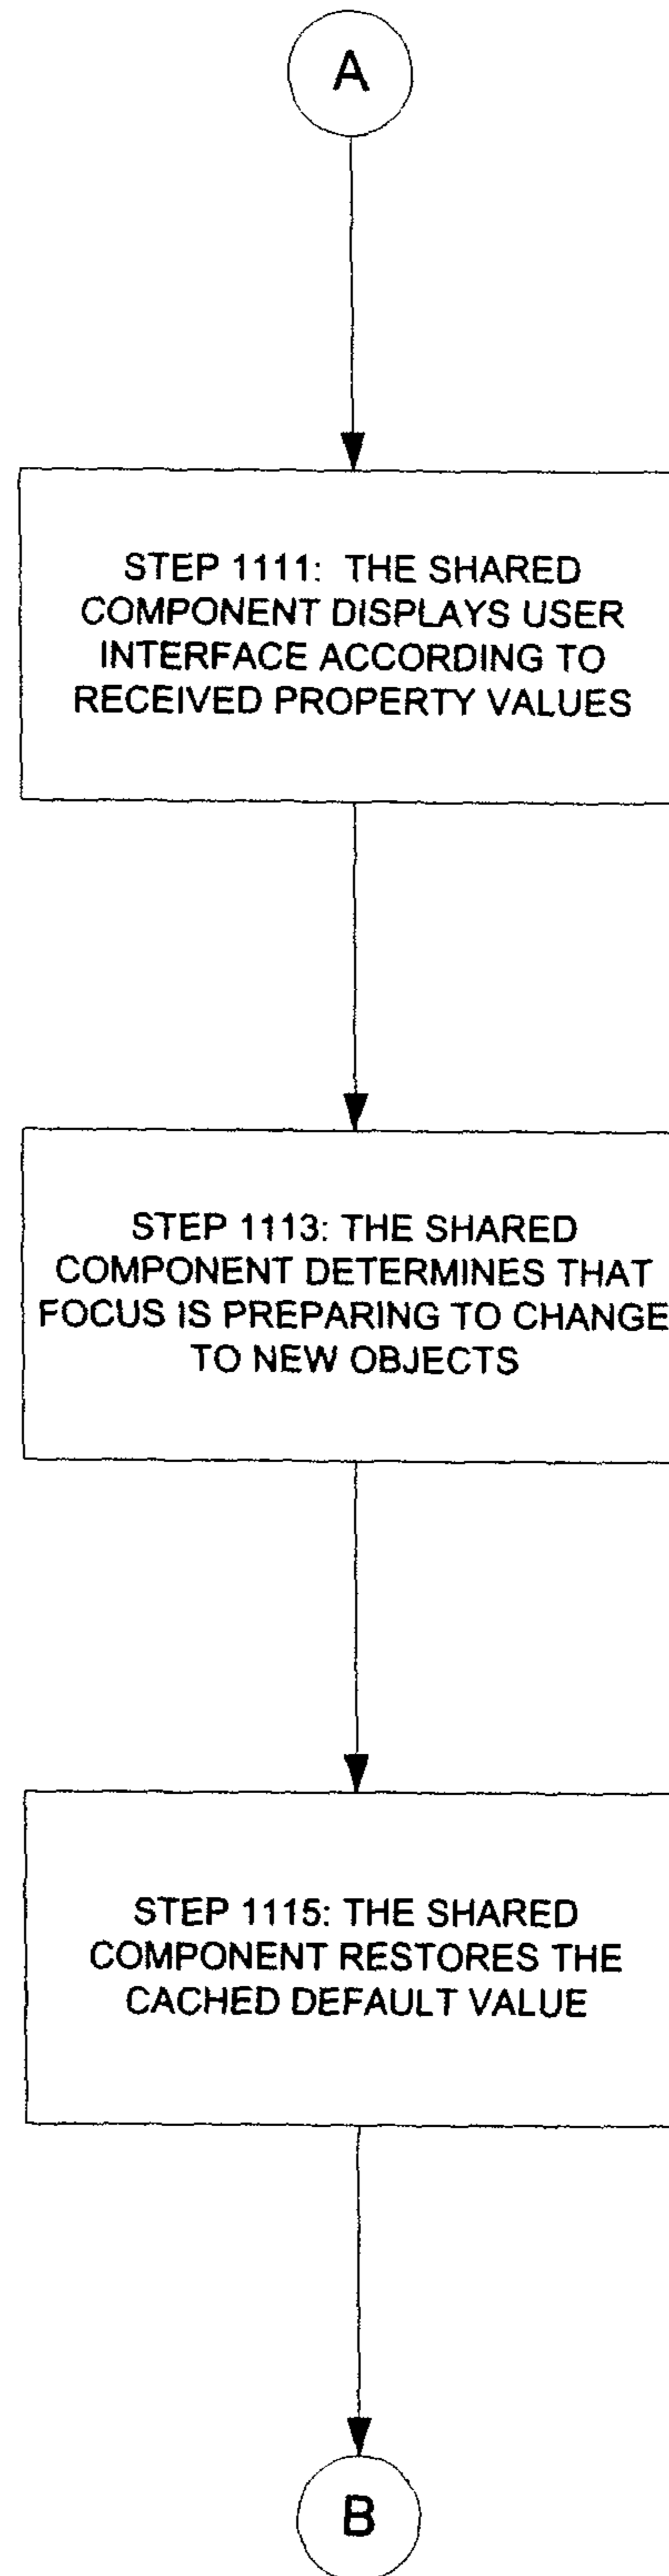 A
STEP 1111: THE SHARED
COMPONENT DISPLAYS USER
INTERFACE ACCORDING TO
RECEIVED PROPERTY VALUES
STEP 1113: THE SHARED
COMPONENT DETERMINES THAT
FOCUS IS PREPARING TO CHANGE
TO NEW OBJECTS
STEP 1115: THE SHARED
COMPONENT RESTORES THE
CACHED DEFAULT VALUE
B